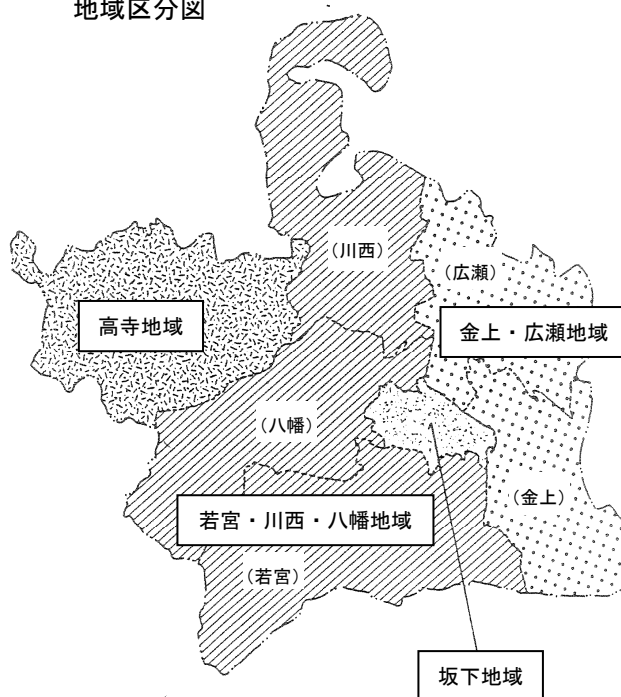 地域区分図
（川西）
（広瀬）
高寺地域
金上・広瀬地域
（八幡）
（金上）
若宮・川西・八幡地域
（若宮）
坂下地域